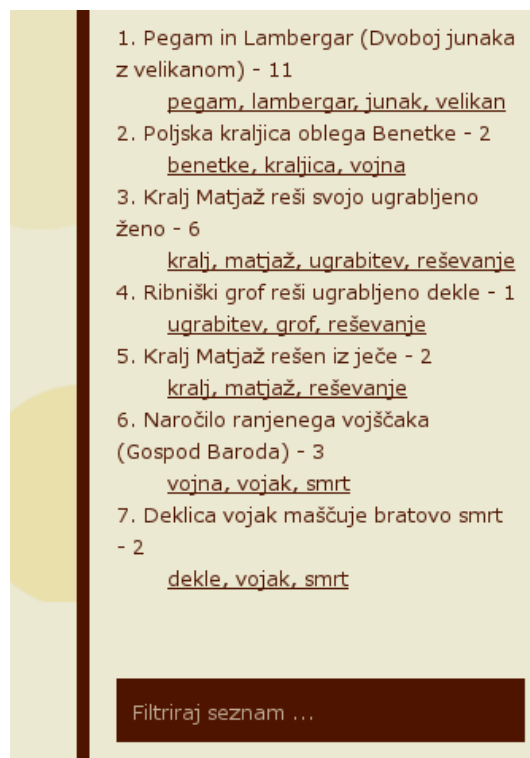 1. Pegam in Lambergar (Dvoboj junaka
z velikanom) - 11
pegam, lambergar, junak, velikan
2. Poljska kraljica oblega Benetke - 2
benetke, kraljica, vojna
3. Kralj Matjaž reši svojo ugrabljeno
ženo - 6
kralj, matjaž, ugrabitev, reševanje
4. Ribniški grof reši ugrabljeno dekle - 1
ugrabitev, grof, reševanje
5. Kralj Matjaž rešen iz ječe - 2
kralj, matjaž, reševanje
6. Naročilo ranjenega vojščaka
(Gospod Baroda) - 3
vojna, vojak, smrt
7. Deklica vojak maščuje bratovo smrt
- 2
dekle, vojak, smrt
Filtriraj seznam ...